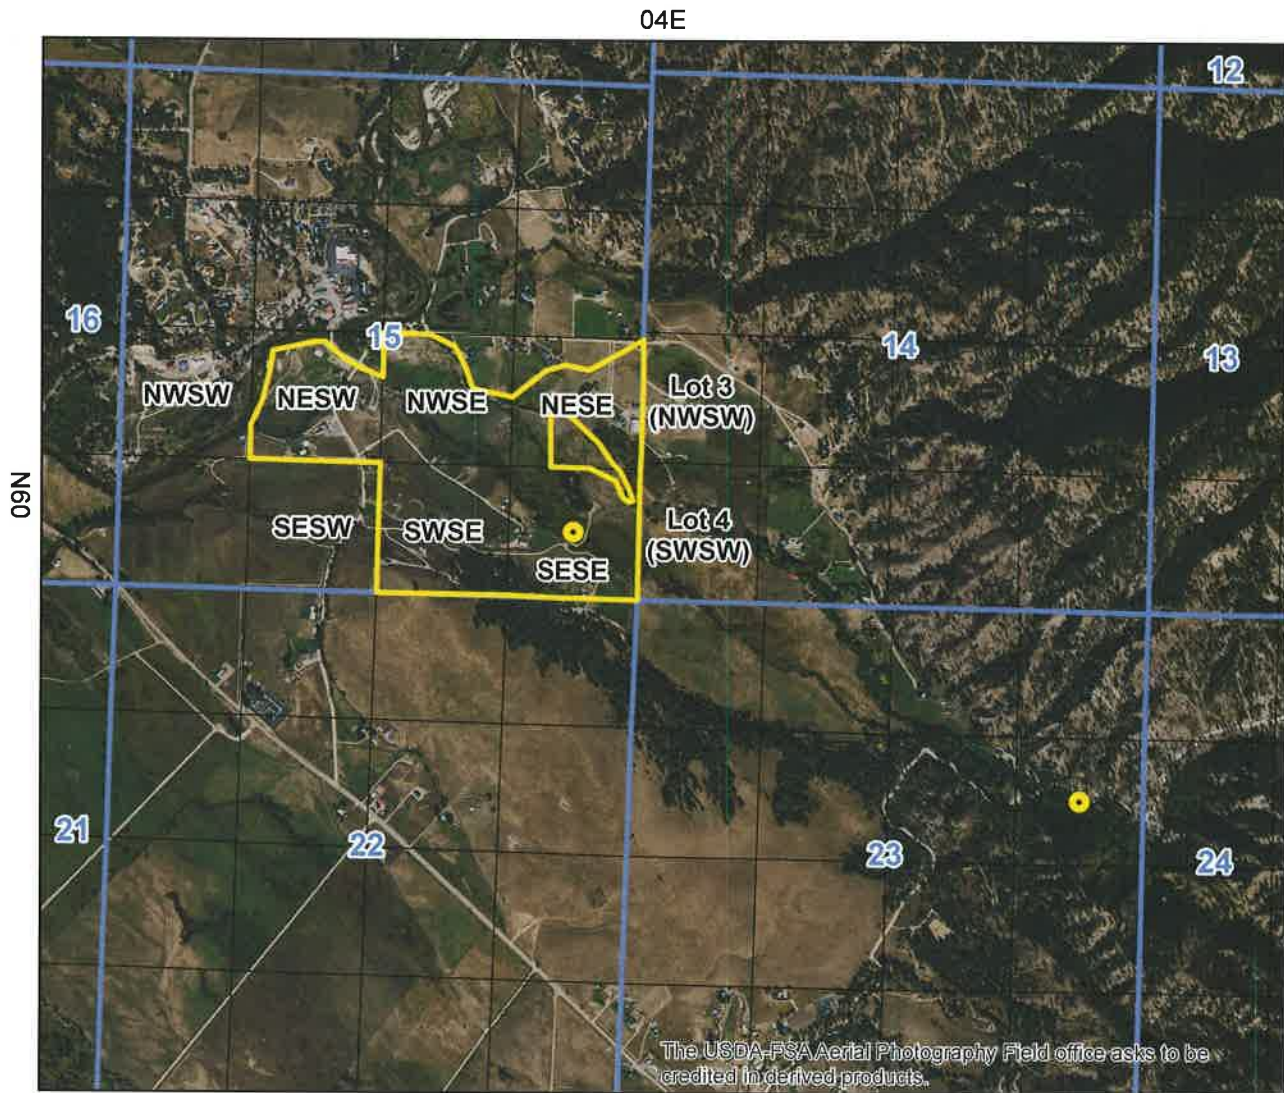 04E
12
16
15
14
13
NWSW
NESW
NWSE
NESE
Lot 3
(NWSW)
09N
SESW
SWSE
SESE
Lot 4
(SWSW)
21
22
23
24
The USDA-FSA Aerial Photography Field office asks to be
credited in derived products.